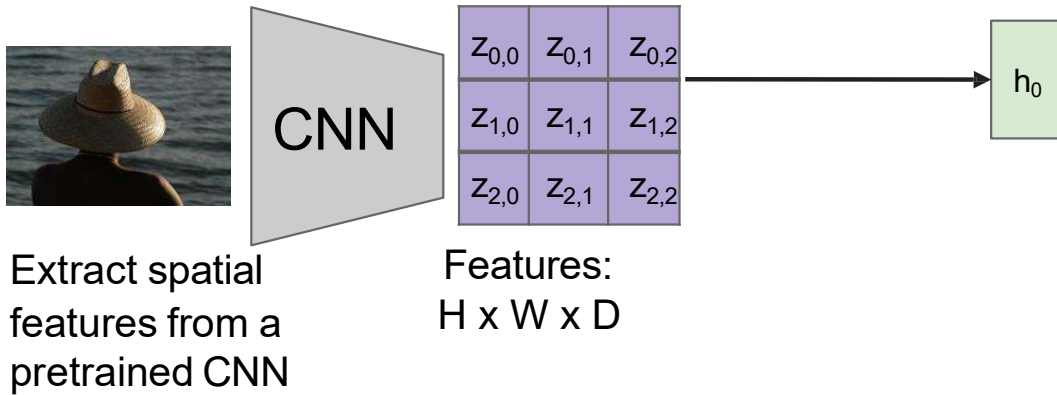 CNN
z0,0 z0,1 z0,2
z1,0 z1,1 z1,2
z2,0 z2,1 z2,2
h0
Extract spatial
features from a
pretrained CNN
Features:
H x W x D